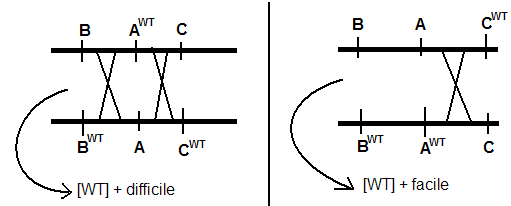 B A^WT C
B^WT A C^WT
[WT] + difficile
B A C^WT
B^WT A^WT C
[WT] + facile